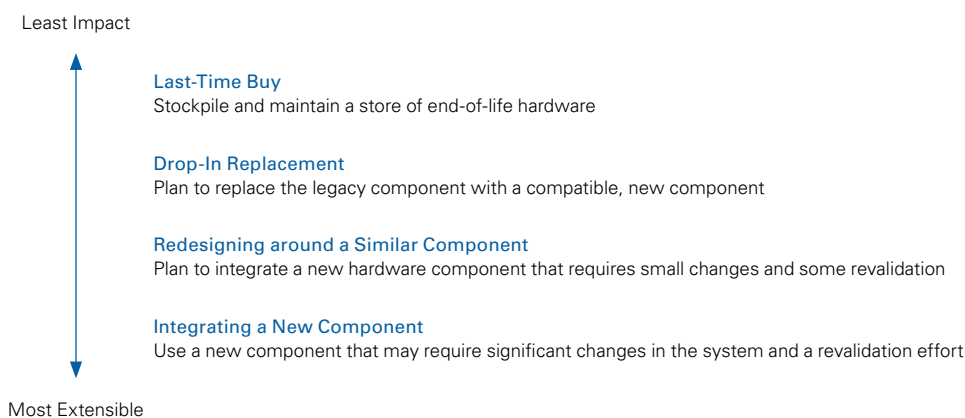 Least Impact
Last-Time Buy
Stockpile and maintain a store of end-of-life hardware
Drop-In Replacement
Plan to replace the legacy component with a compatible, new component
Redesigning around a Similar Component
Plan to integrate a new hardware component that requires small changes and some revalidation
Integrating a New Component
Use a new component that may require significant changes in the system and a revalidation effort
Most Extensible